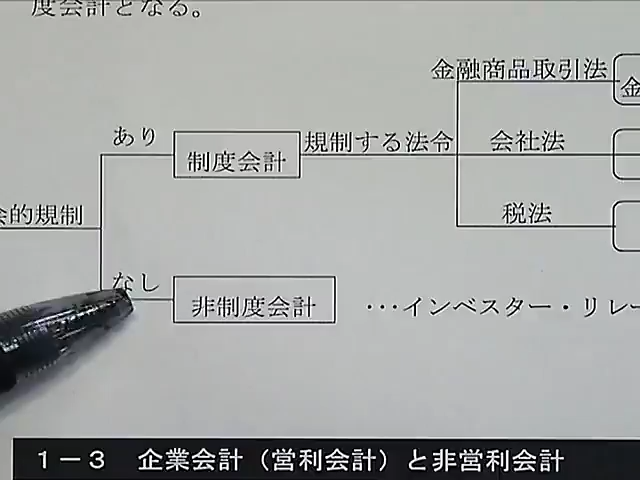 度会計となる。
金融商品取引法
金
あり
制度会計
規制する法令
会社法
的規制
税法
なし
非制度会計
…インベスター・リレー
1－3 企業会計（営利会計）と非営利会計